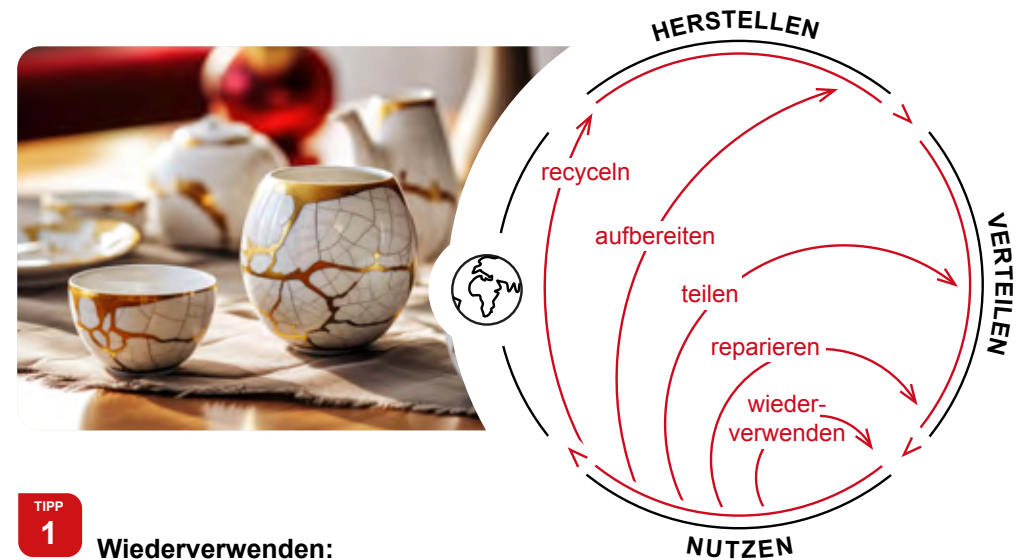 HERSTELLEN
recyceln
aufbereiten
VERTEILEN
teilen
reparieren
wieder-
verwenden
NUTZEN
TIPP
1
Wiederverwenden: